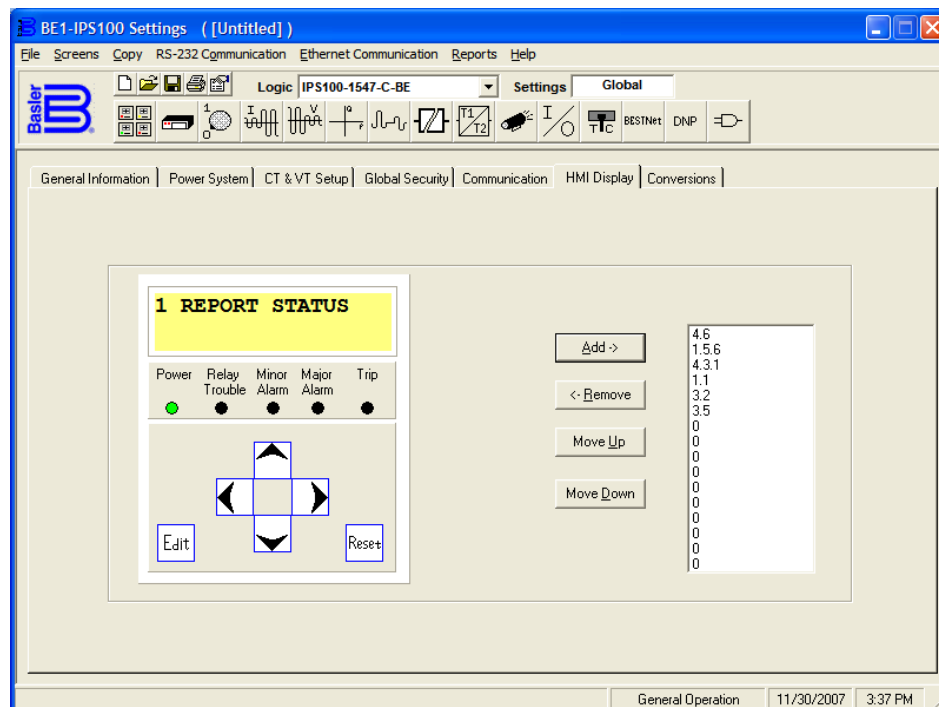 BE1-IPS100 Settings ( [Untitled] )
File Screens Copy RS-232 Communication Ethernet Communication Reports Help
Basler
B
Logic IPS100-1547-C-BE Settings Global
1 0 I V T1 T2 I/O TTC BESTNet DNP
General Information Power System CT & VT Setup Global Security Communication HMI Display Conversions
1 REPORT STATUS
Power Relay Trouble Minor Alarm Major Alarm Trip
Edit
Reset
Add ->
<- Remove
Move Up
Move Down
4.6
1.5.6
4.3.1
1.1
3.2
3.5
0
0
0
0
0
0
0
0
0
0
General Operation 11/30/2007 3:37 PM